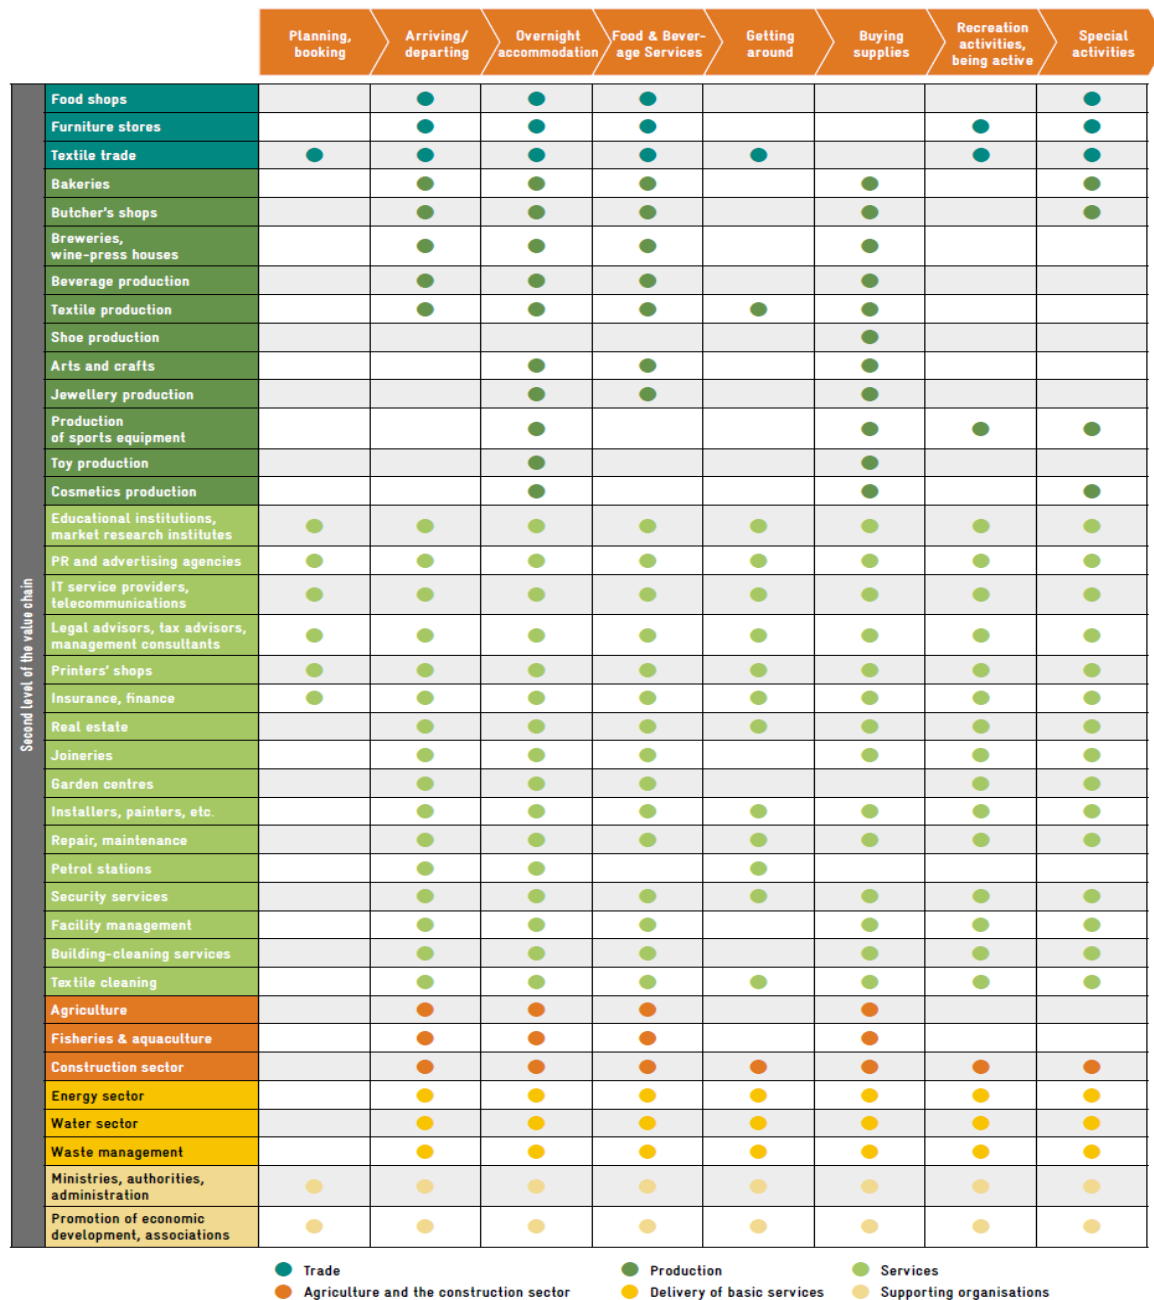 Planning,
booking
Arriving/
departing
Overnight
accommodation
Food & Bever-
age Services
Getting
around
Buying
supplies
Recreation
activities,
being active
Special
activities
Second level of the value chain
Food shops
Furniture stores
Textile trade
Bakeries
Butcher's shops
Breweries,
wine-press houses
Beverage production
Textile production
Shoe production
Arts and crafts
Jewellery production
Production
of sports equipment
Toy production
Cosmetics production
Educational institutions,
market research institutes
PR and advertising agencies
IT service providers,
telecommunications
Legal advisors, tax advisors,
management consultants
Printers' shops
Insurance, finance
Real estate
Joineries
Garden centres
Installers, painters, etc.
Repair, maintenance
Petrol stations
Security services
Facility management
Building-cleaning services
Textile cleaning
Agriculture
Fisheries & aquaculture
Construction sector
Energy sector
Water sector
Waste management
Ministries, authorities,
administration
Promotion of economic
development, associations
Trade
Production
Services
Agriculture and the construction sector
Delivery of basic services
Supporting organisations